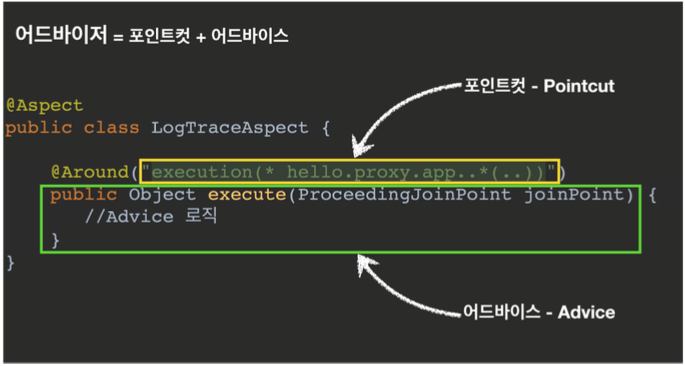 어드바이저 = 포인트컷 + 어드바이스
포인트컷 - Pointcut
@Aspect
public class LogTraceAspect {
@Around("execution(* hello.proxy.app..*(..))")
public Object execute(ProceedingJoinPoint joinPoint) {
//Advice 로직
}
}
어드바이스 - Advice